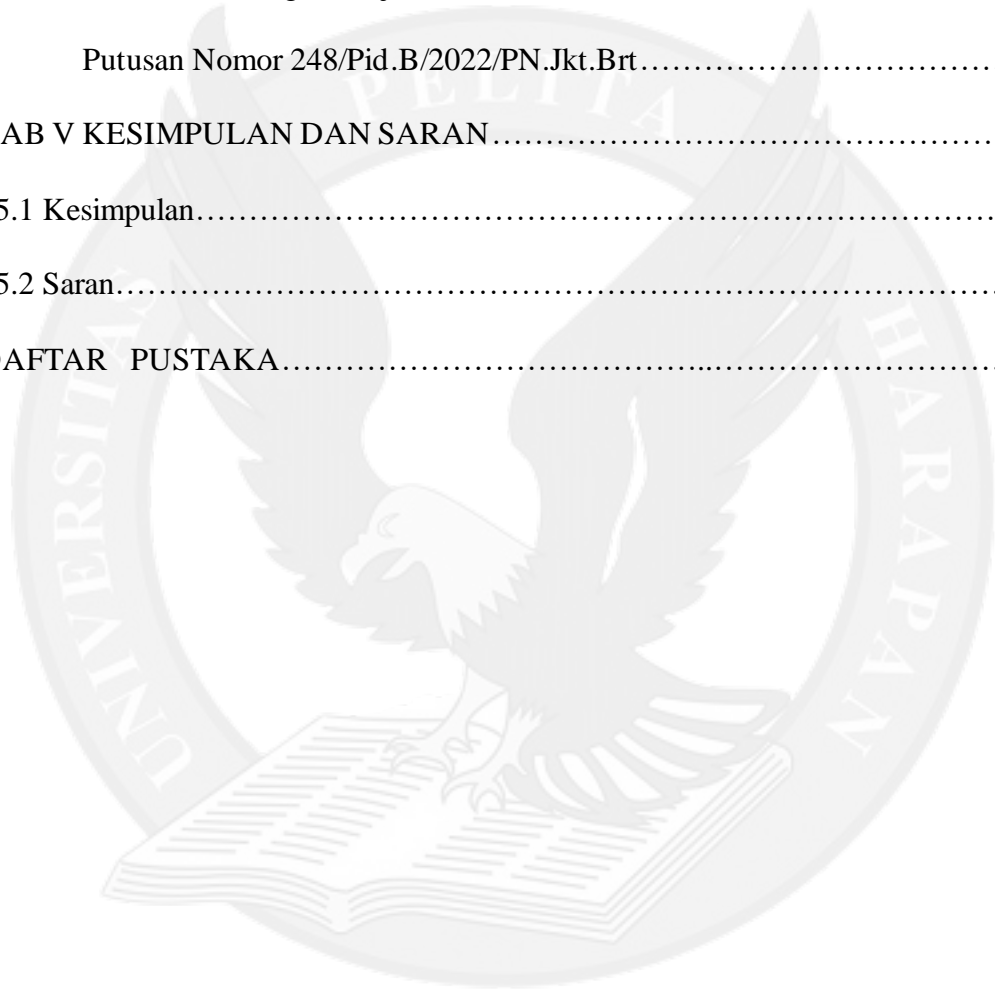 Putusan Nomor 248/Pid.B/2022/PN.Jkt.Brt……………………………
AB V KESIMPULAN DAN SARAN………………………………………
5.1 Kesimpulan………………………………………………………………
5.2 Saran………………………………………………………………………
DAFTAR PUSTAKA…………………………………..………………………
UNIVERSITAS PELITA HARAPAN